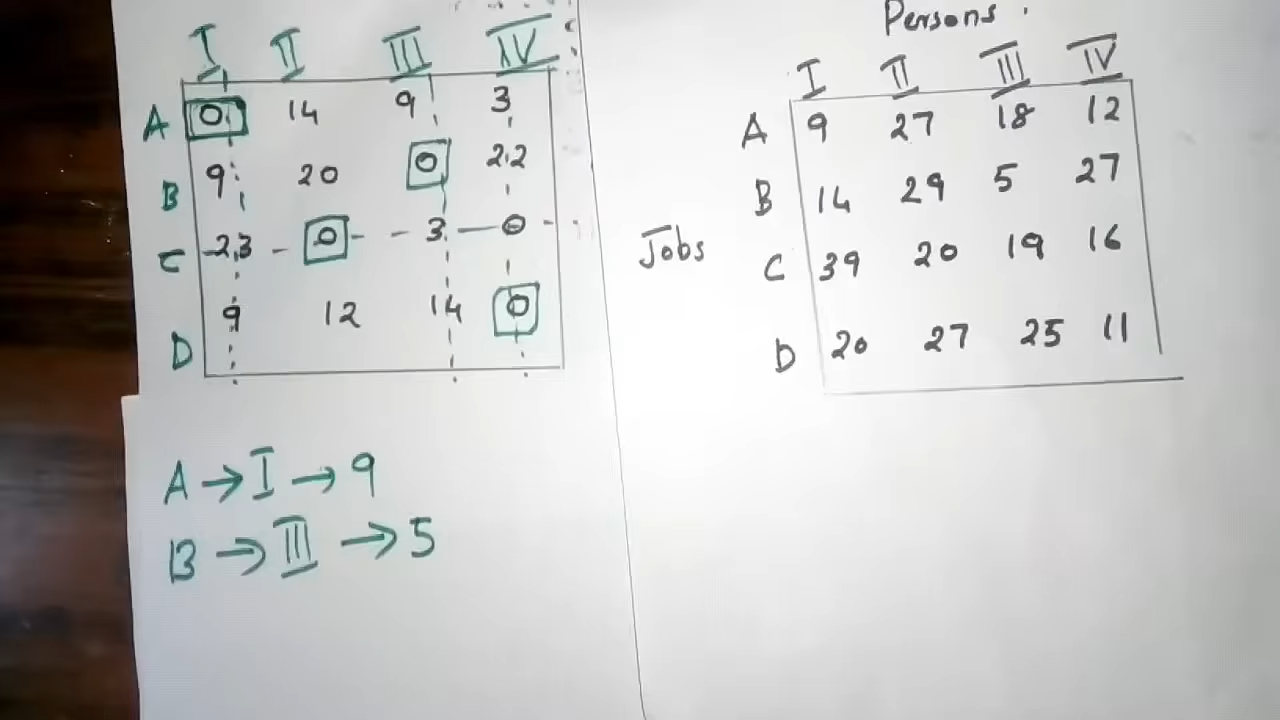 I II III IV
A 0 14 9 3
B 9 20 0 22
C 23 0 3 0
D 9 12 14 0
A → I → 9
B → III → 5
Persons.
I II III IV
A 9 27 18 12
B 14 29 5 27
Jobs
C 39 20 19 16
D 20 27 25 11